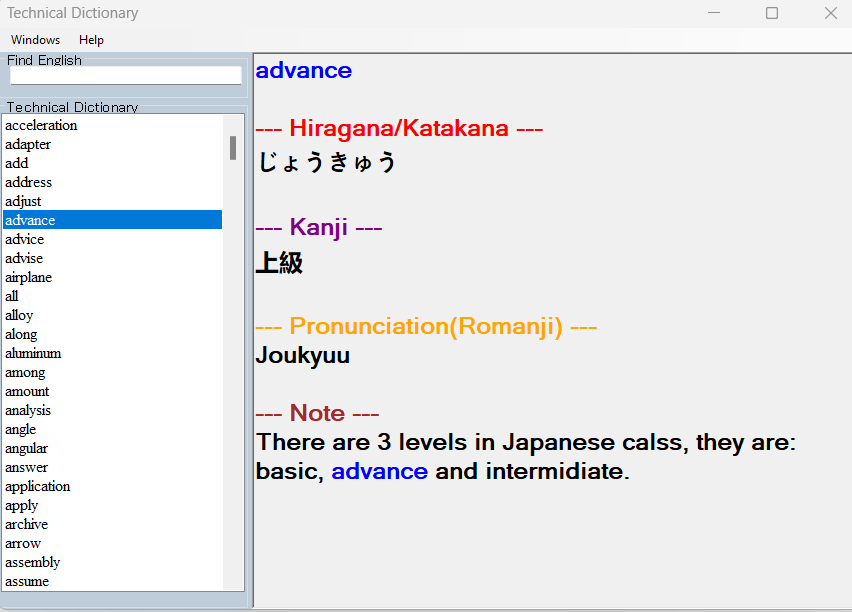 Technical Dictionary
Windows Help
Find English
Technical Dictionary
acceleration
adapter
add
address
adjust
advance
advice
advise
airplane
all
alloy
along
aluminum
among
amount
analysis
angle
angular
answer
application
apply
archive
arrow
assembly
assume
advance
--- Hiragana/Katakana ---
じょうきゅう
--- Kanji ---
上級
--- Pronunciation(Romanji) ---
Joukyuu
--- Note ---
There are 3 levels in Japanese calss, they are:
basic, advance and intermidiate.